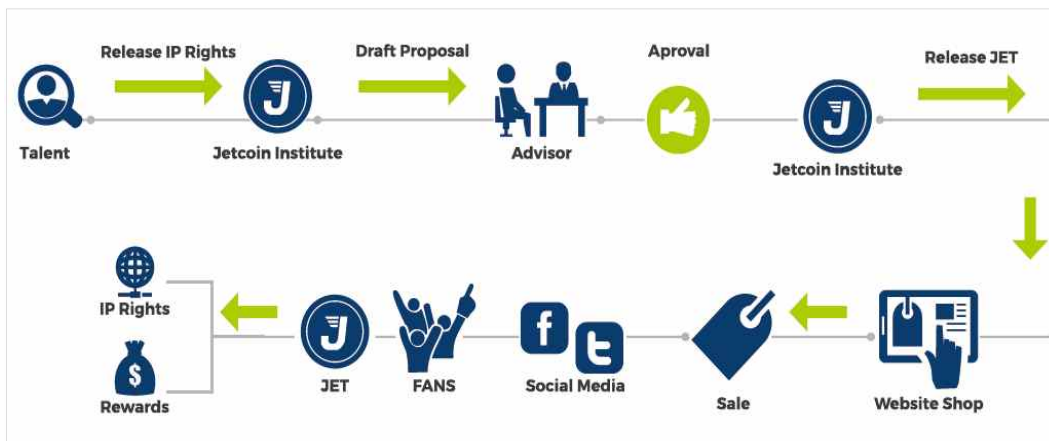 Release IP Rights
Draft Proposal
Aproval
Release JET
J
J
Talent
Jetcoin Institute
Advisor
Jetcoin Institute
IP Rights
$
Rewards
J
JET
FANS
f
t
Social Media
Sale
Website Shop